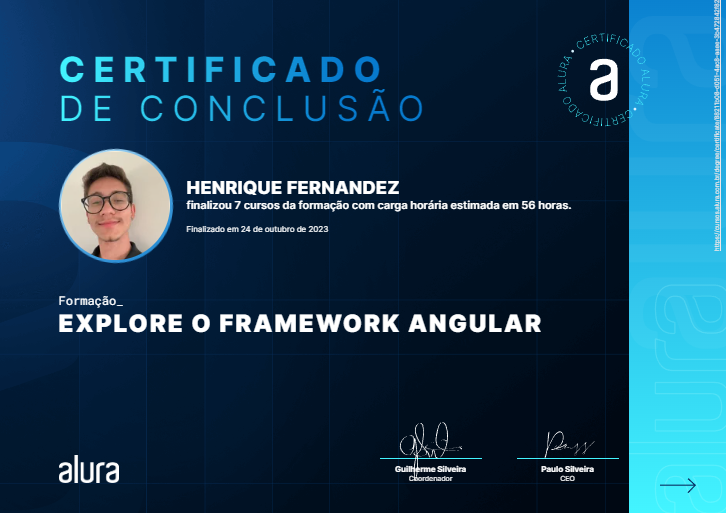 CERTIFICADO
DE CONCLUSÃO
CERTIFICADO ALURA • CERTIFICADO ALURA •
a
HENRIQUE FERNANDEZ
finalizou 7 cursos da formação com carga horária estimada em 56 horas.
Finalizado em 24 de outubro de 2023
Formação_
EXPLORE O FRAMEWORK ANGULAR
alura
Guilherme Silveira
Coordenador
Paulo Silveira
CEO
alura